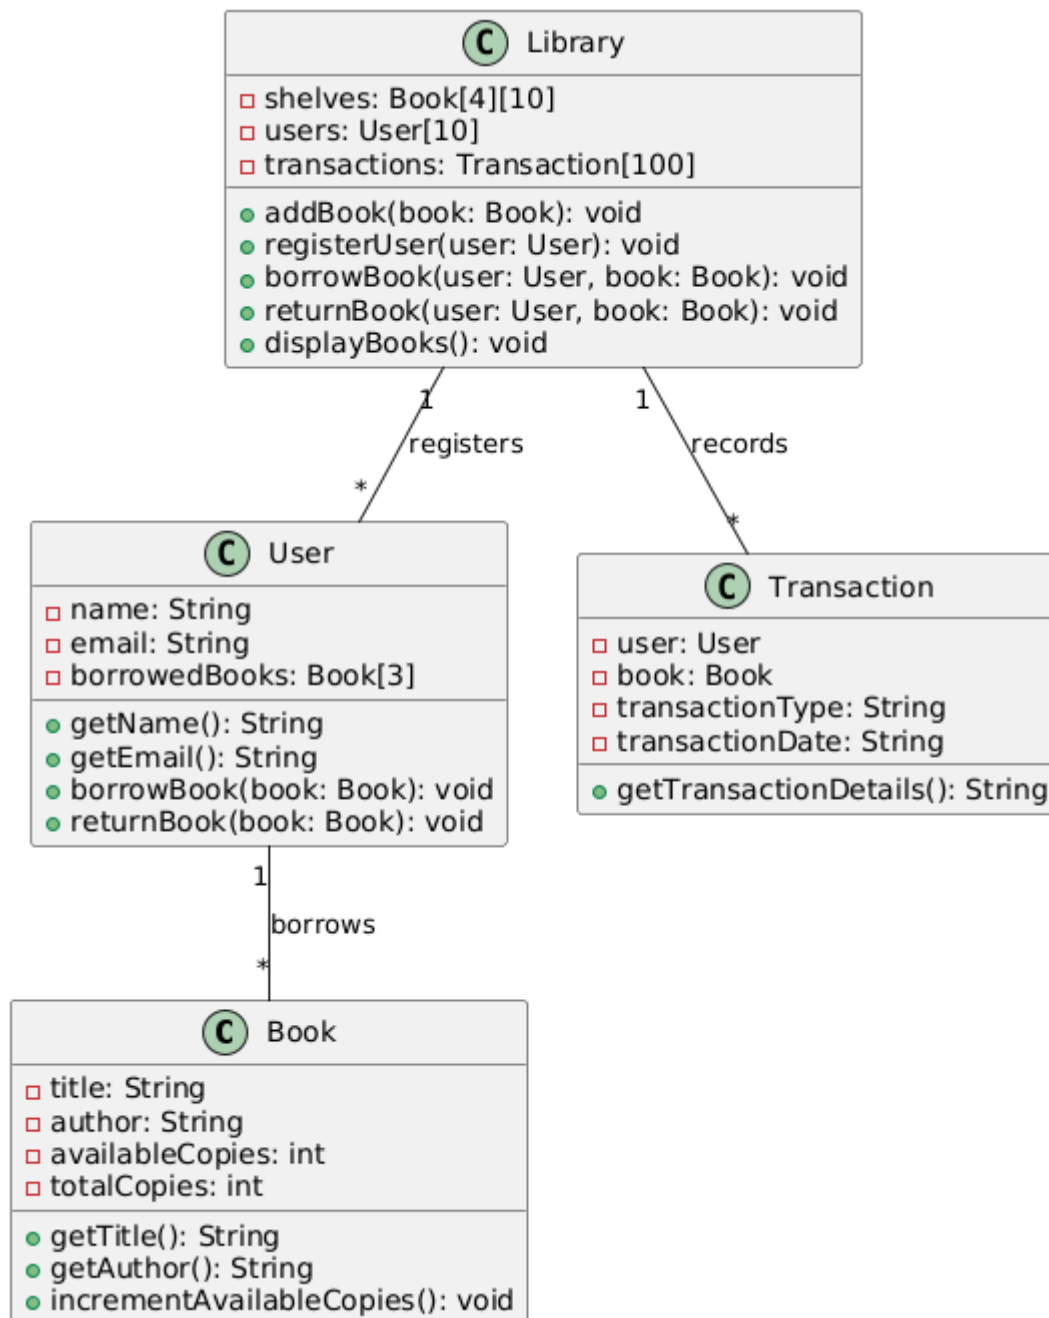 C Library
shelves: Book[4][10]
users: User[10]
transactions: Transaction[100]
addBook(book: Book): void
registerUser(user: User): void
borrowBook(user: User, book: Book): void
returnBook(user: User, book: Book): void
displayBooks(): void
1
1
registers
records
*
*
C User
name: String
email: String
borrowedBooks: Book[3]
getName(): String
getEmail(): String
borrowBook(book: Book): void
returnBook(book: Book): void
C Transaction
user: User
book: Book
transactionType: String
transactionDate: String
getTransactionDetails(): String
1
borrows
*
C Book
title: String
author: String
availableCopies: int
totalCopies: int
getTitle(): String
getAuthor(): String
incrementAvailableCopies(): void